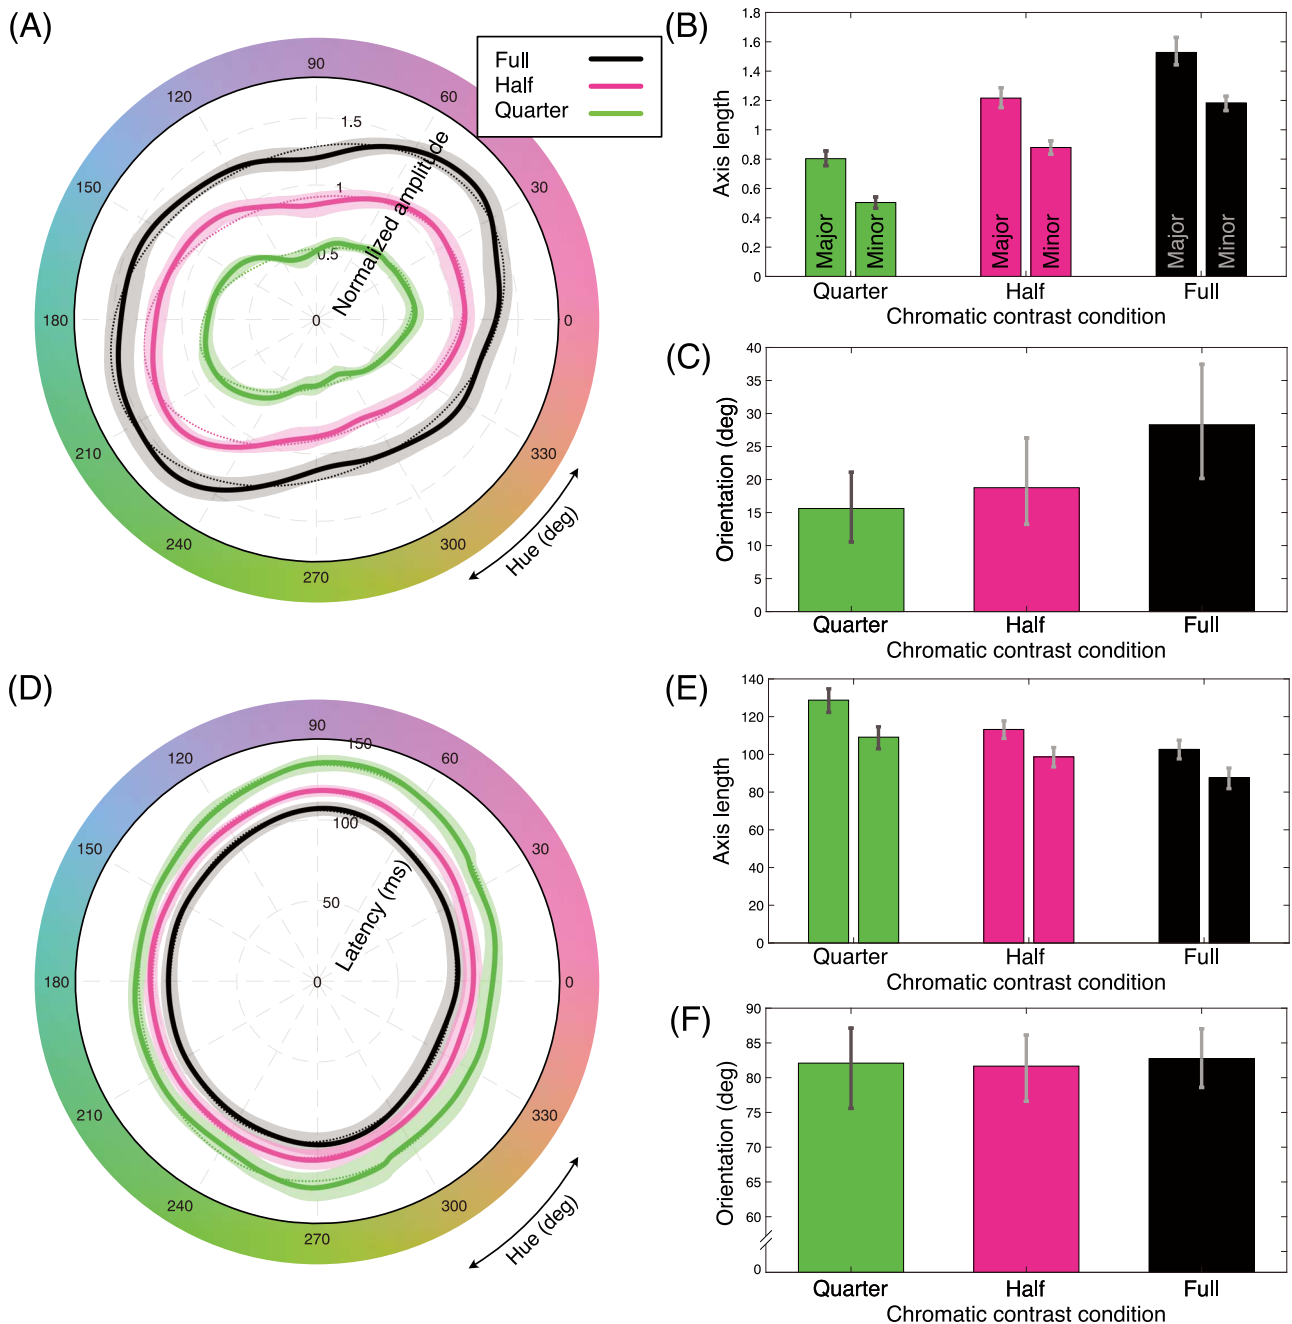 (A)
Full
Half
Quarter
90
120
60
150
30
180
0
210
330
240
300
270
1.5
1
0.5
0
Normalized amplitude
Hue (deg)
(B)
1.8
1.6
1.4
1.2
1
0.8
0.6
0.4
0.2
0
Axis length
Major
Minor
Major
Minor
Major
Minor
Quarter
Half
Full
Chromatic contrast condition
(C)
40
35
30
25
20
15
10
5
0
Orientation (deg)
Quarter
Half
Full
Chromatic contrast condition
(D)
90
120
60
150
30
180
0
210
330
240
300
270
150
100
50
0
Latency (ms)
Hue (deg)
(E)
140
120
100
80
60
40
20
0
Axis length
Quarter
Half
Full
Chromatic contrast condition
(F)
90
85
80
75
70
65
60
0
Orientation (deg)
Quarter
Half
Full
Chromatic contrast condition